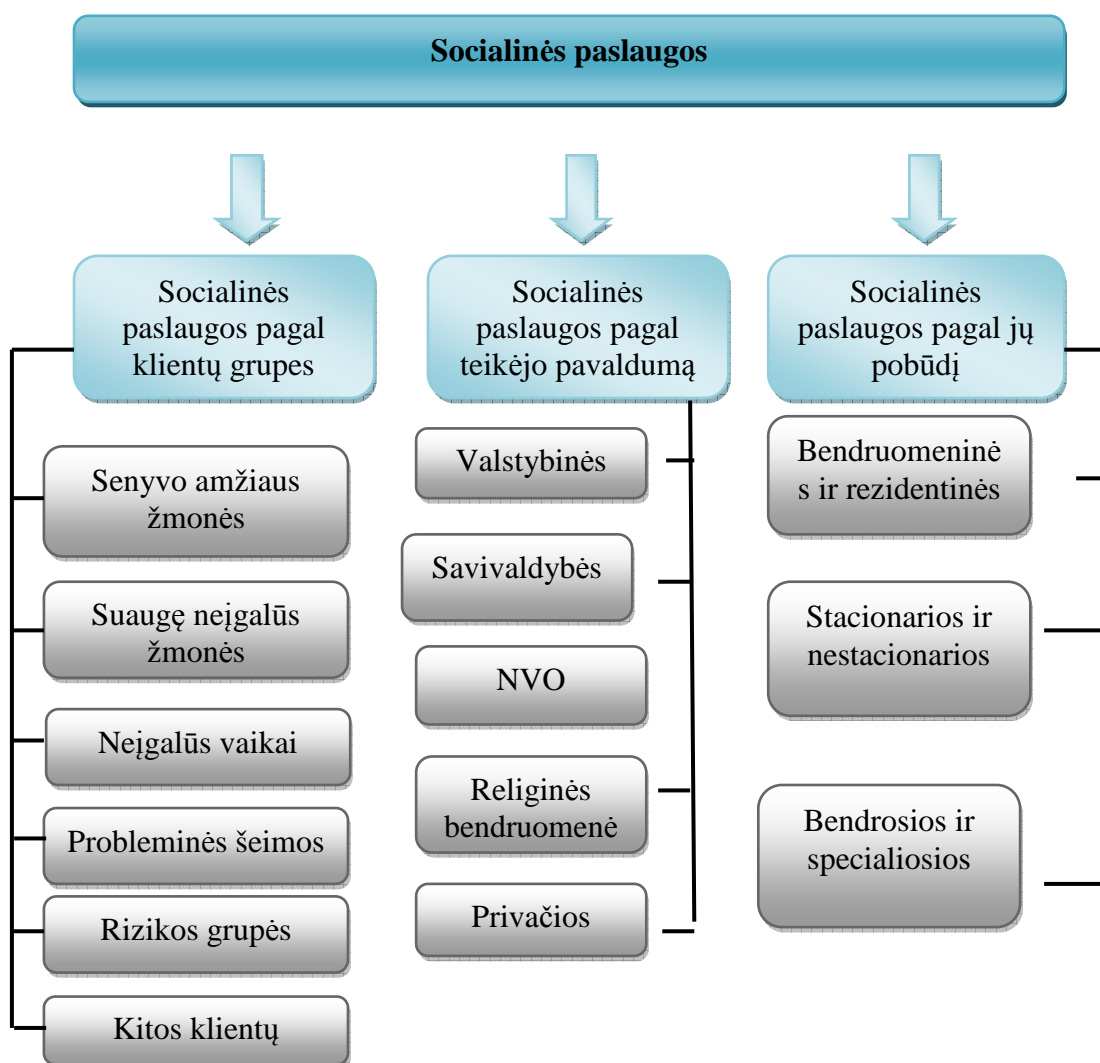 Socialinės paslaugos
Socialinės
paslaugos pagal
klientų grupes
Senyvo amžiaus
žmonės
Suaugę neįgalūs
žmonės
Neįgalūs vaikai
Probleminės šeimos
Rizikos grupės
Kitos klientų
Socialinės
paslaugos pagal
teikėjo pavaldumą
Valstybinės
Savivaldybės
NVO
Religinės
bendruomenė
Privačios
Socialinės
paslaugos pagal jų
pobūdį
Bendruomeninė
s ir rezidentinės
Stacionarios ir
nestacionarios
Bendrosios ir
specialiosios